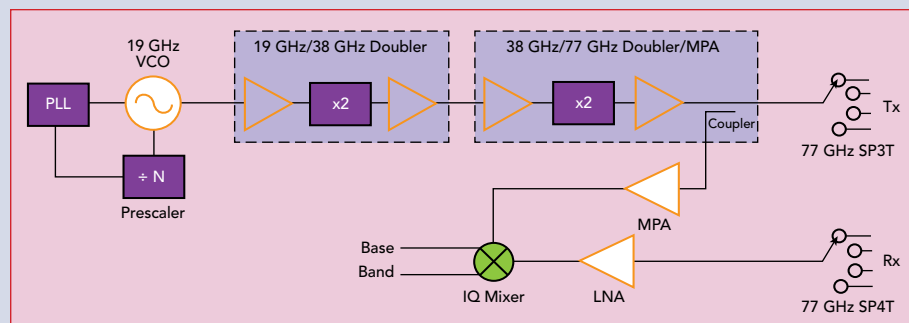 19 GHz
VCO
19 GHz/38 GHz Doubler
38 GHz/77 GHz Doubler/MPA
PLL
x2
x2
Coupler
Tx
77 GHz SP3T
÷ N
Prescaler
MPA
Base
Band
IQ Mixer
LNA
Rx
77 GHz SP4T